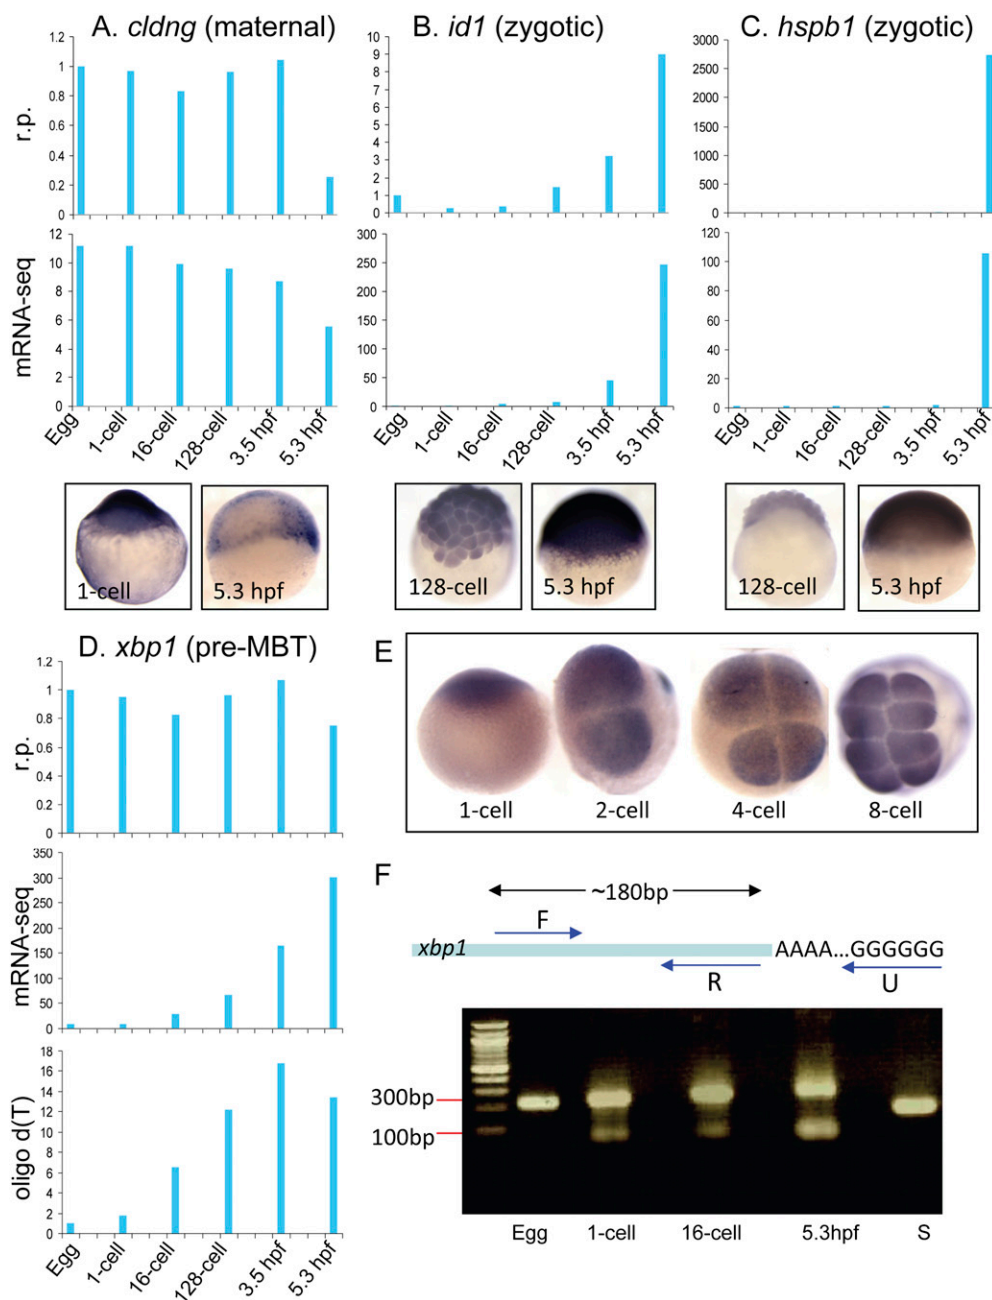 A. cldng (maternal)
r.p.
1.2
1
0.8
0.6
0.4
0.2
0
mRNA-seq
12
10
8
6
4
2
0
Egg
1-cell
16-cell
128-cell
3.5 hpf
5.3 hpf
1-cell
5.3 hpf
B. id1 (zygotic)
10
9
8
7
6
5
4
3
2
1
0
300
250
200
150
100
50
0
Egg
1-cell
16-cell
128-cell
3.5 hpf
5.3 hpf
128-cell
5.3 hpf
C. hspb1 (zygotic)
3000
2500
2000
1500
1000
500
0
120
100
80
60
40
20
0
Egg
1-cell
16-cell
128-cell
3.5 hpf
5.3 hpf
128-cell
5.3 hpf
D. xbp1 (pre-MBT)
r.p.
1.2
1
0.8
0.6
0.4
0.2
0
mRNA-seq
350
300
250
200
150
100
50
0
oligo d(T)
18
16
14
12
10
8
6
4
2
0
Egg
1-cell
16-cell
128-cell
3.5 hpf
5.3 hpf
E
1-cell
2-cell
4-cell
8-cell
F
~180bp
F
xbp1
AAAA...GGGGGG
R
U
300bp
100bp
Egg
1-cell
16-cell
5.3hpf
S